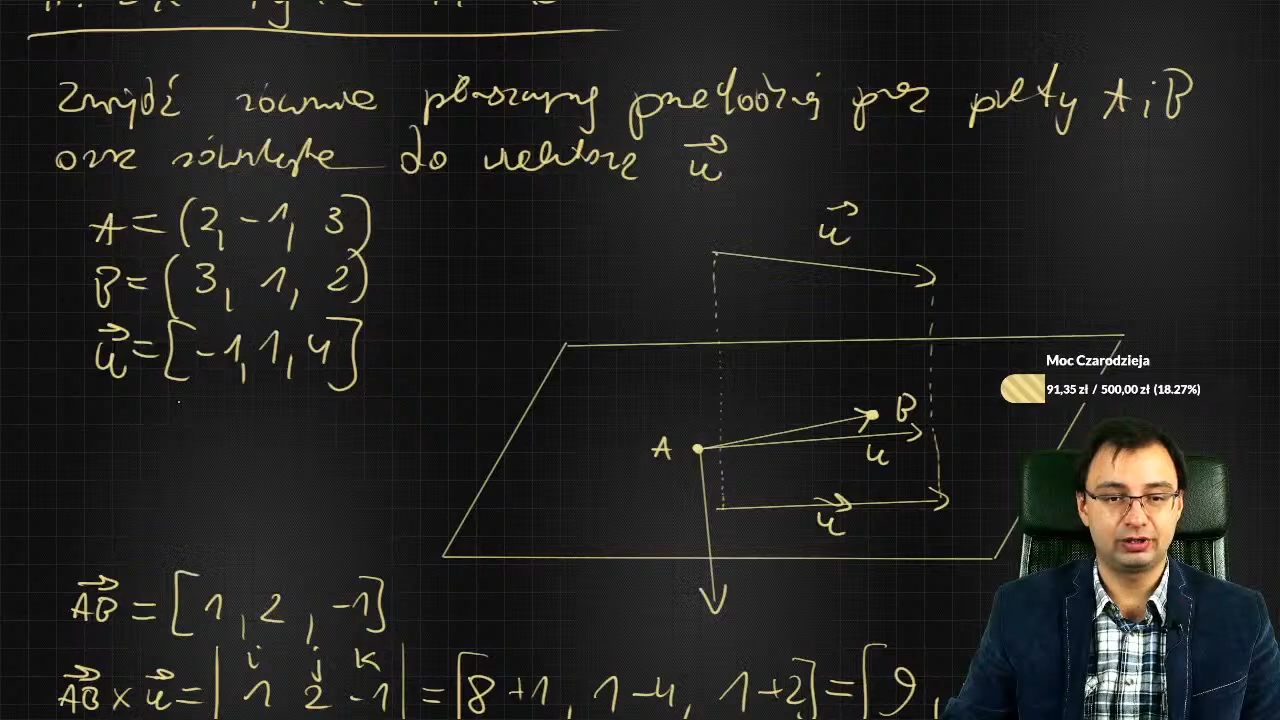 Znajdź równanie płaszczyzny przechodzącej przez punkty A i B
oraz równoległe do wektora u
A = (2, -1, 3)
B = (3, 1, 2)
u = [-1, 1, 4]
u
Moc Czarodzieja
91,35 zł / 500,00 zł (18.27%)
B
A
u
u
AB = [1, 2, -1]
i j k
AB × u = | 1 2 -1 | = [8+1, 1-4, 1+2] = [9,